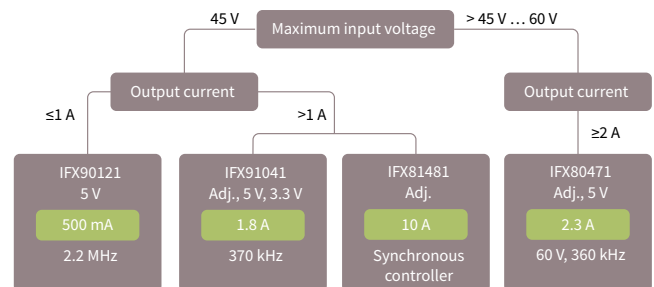 45 V
Maximum input voltage
> 45 V … 60 V
Output current
Output current
≤1 A
>1 A
≥2 A
IFX90121
5 V
500 mA
2.2 MHz
IFX91041
Adj., 5 V, 3.3 V
1.8 A
370 kHz
IFX81481
Adj.
10 A
Synchronous
controller
IFX80471
Adj., 5 V
2.3 A
60 V, 360 kHz